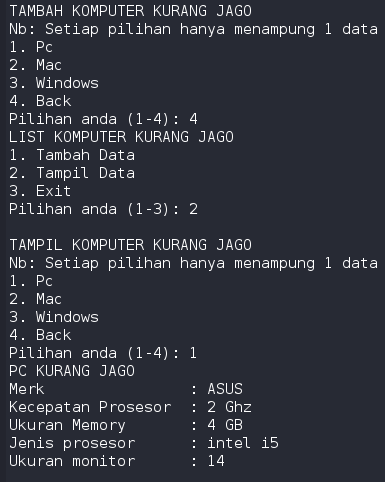 TAMBAH KOMPUTER KURANG JAGO
Nb: Setiap pilihan hanya menampung 1 data
1. Pc
2. Mac
3. Windows
4. Back
Pilihan anda (1-4): 4
LIST KOMPUTER KURANG JAGO
1. Tambah Data
2. Tampil Data
3. Exit
Pilihan anda (1-3): 2
TAMPIL KOMPUTER KURANG JAGO
Nb: Setiap pilihan hanya menampung 1 data
1. Pc
2. Mac
3. Windows
4. Back
Pilihan anda (1-4): 1
PC KURANG JAGO
Merk : ASUS
Kecepatan Prosesor : 2 Ghz
Ukuran Memory : 4 GB
Jenis prosesor : intel i5
Ukuran monitor : 14